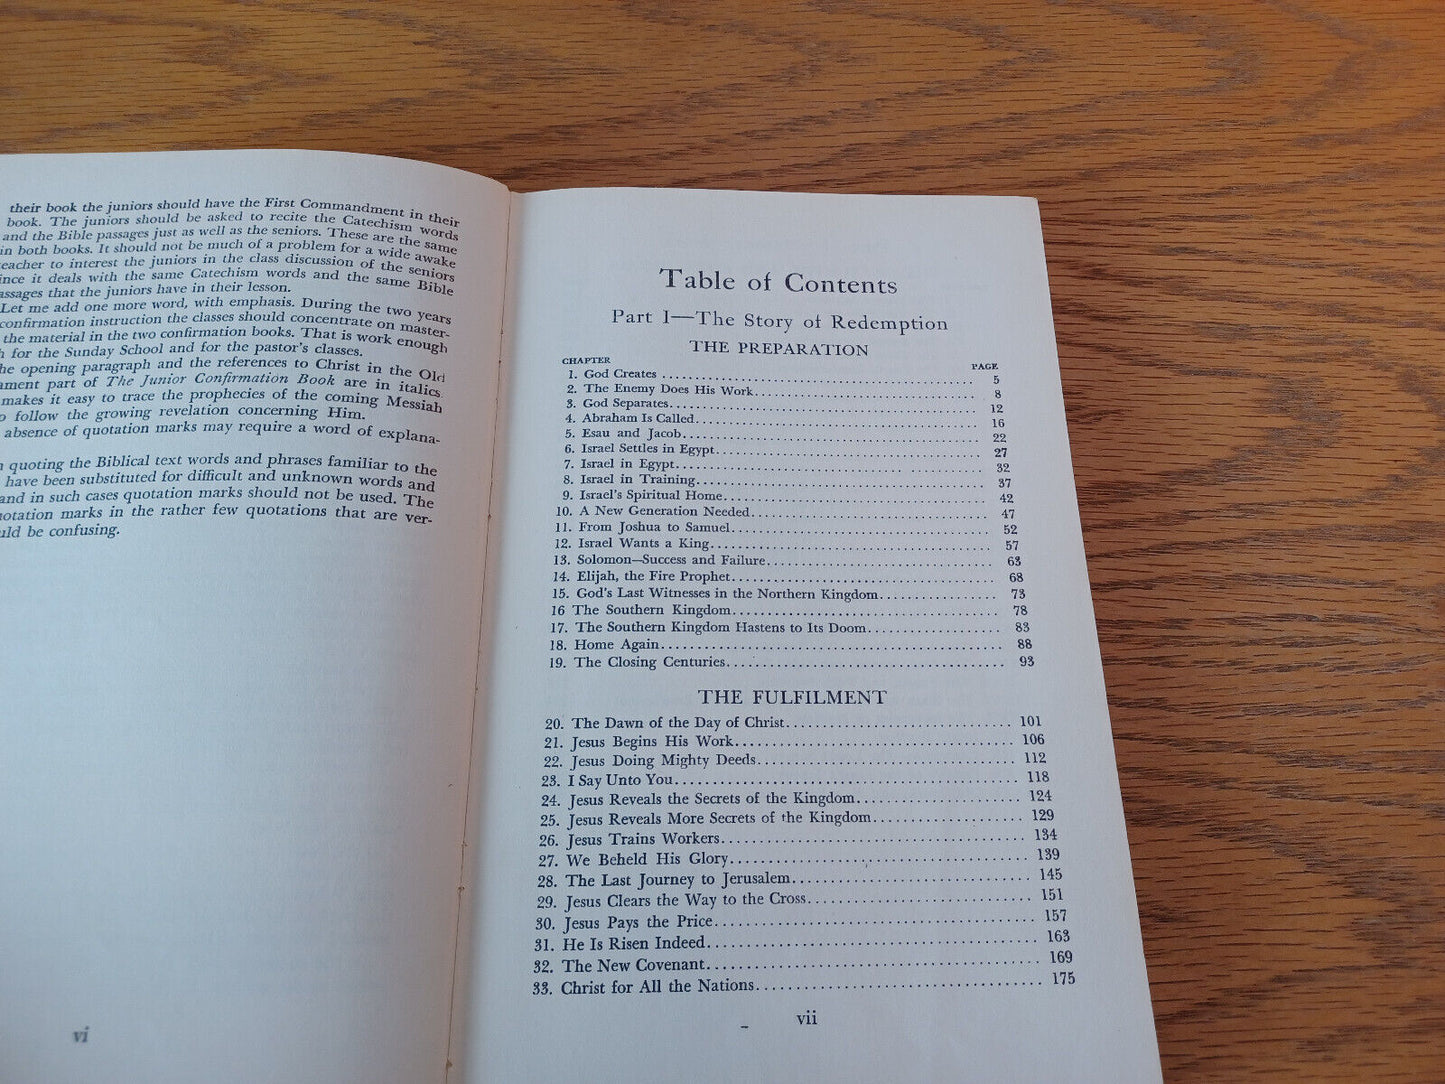 their book the juniors should have the First Commandment in their
book. The juniors should be asked to recite the Catechism words
and the Bible passages just as well as the seniors. These are the same
in both books. It should not be much of a problem for a wide awake
teacher to interest the juniors in the class discussion of the seniors
since it deals with the same Catechism words and the same Bible
passages that the juniors have in their lesson.
Let me add one more word, with emphasis. During the two years
confirmation instruction the classes should concentrate on master-
the material in the two confirmation books. That is work enough
for the Sunday School and for the pastor's classes.
he opening paragraph and the references to Christ in the Old
ament part of The Junior Confirmation Book are in italics.
makes it easy to trace the prophecies of the coming Messiah
o follow the growing revelation concerning Him.
absence of quotation marks may require a word of explana-
n quoting the Biblical text words and phrases familiar to the
have been substituted for difficult and unknown words and
and in such cases quotation marks should not be used. The
uotation marks in the rather few quotations that are ver-
uld be confusing.
vi
Table of Contents
Part I—The Story of Redemption
THE PREPARATION
CHAPTER PAGE
1. God Creates 5
2. The Enemy Does His Work 8
3. God Separates 12
4. Abraham Is Called 16
5. Esau and Jacob 22
6. Israel Settles in Egypt 27
7. Israel in Egypt 32
8. Israel in Training 37
9. Israel's Spiritual Home 42
10. A New Generation Needed 47
11. From Joshua to Samuel 52
12. Israel Wants a King 57
13. Solomon—Success and Failure 63
14. Elijah, the Fire Prophet 68
15. God's Last Witnesses in the Northern Kingdom 73
16 The Southern Kingdom 78
17. The Southern Kingdom Hastens to Its Doom 83
18. Home Again 88
19. The Closing Centuries 93
THE FULFILMENT
20. The Dawn of the Day of Christ 101
21. Jesus Begins His Work 106
22. Jesus Doing Mighty Deeds 112
23. I Say Unto You 118
24. Jesus Reveals the Secrets of the Kingdom 124
25. Jesus Reveals More Secrets of the Kingdom 129
26. Jesus Trains Workers 134
27. We Beheld His Glory 139
28. The Last Journey to Jerusalem 145
29. Jesus Clears the Way to the Cross 151
30. Jesus Pays the Price 157
31. He Is Risen Indeed 163
32. The New Covenant 169
33. Christ for All the Nations 175
vii